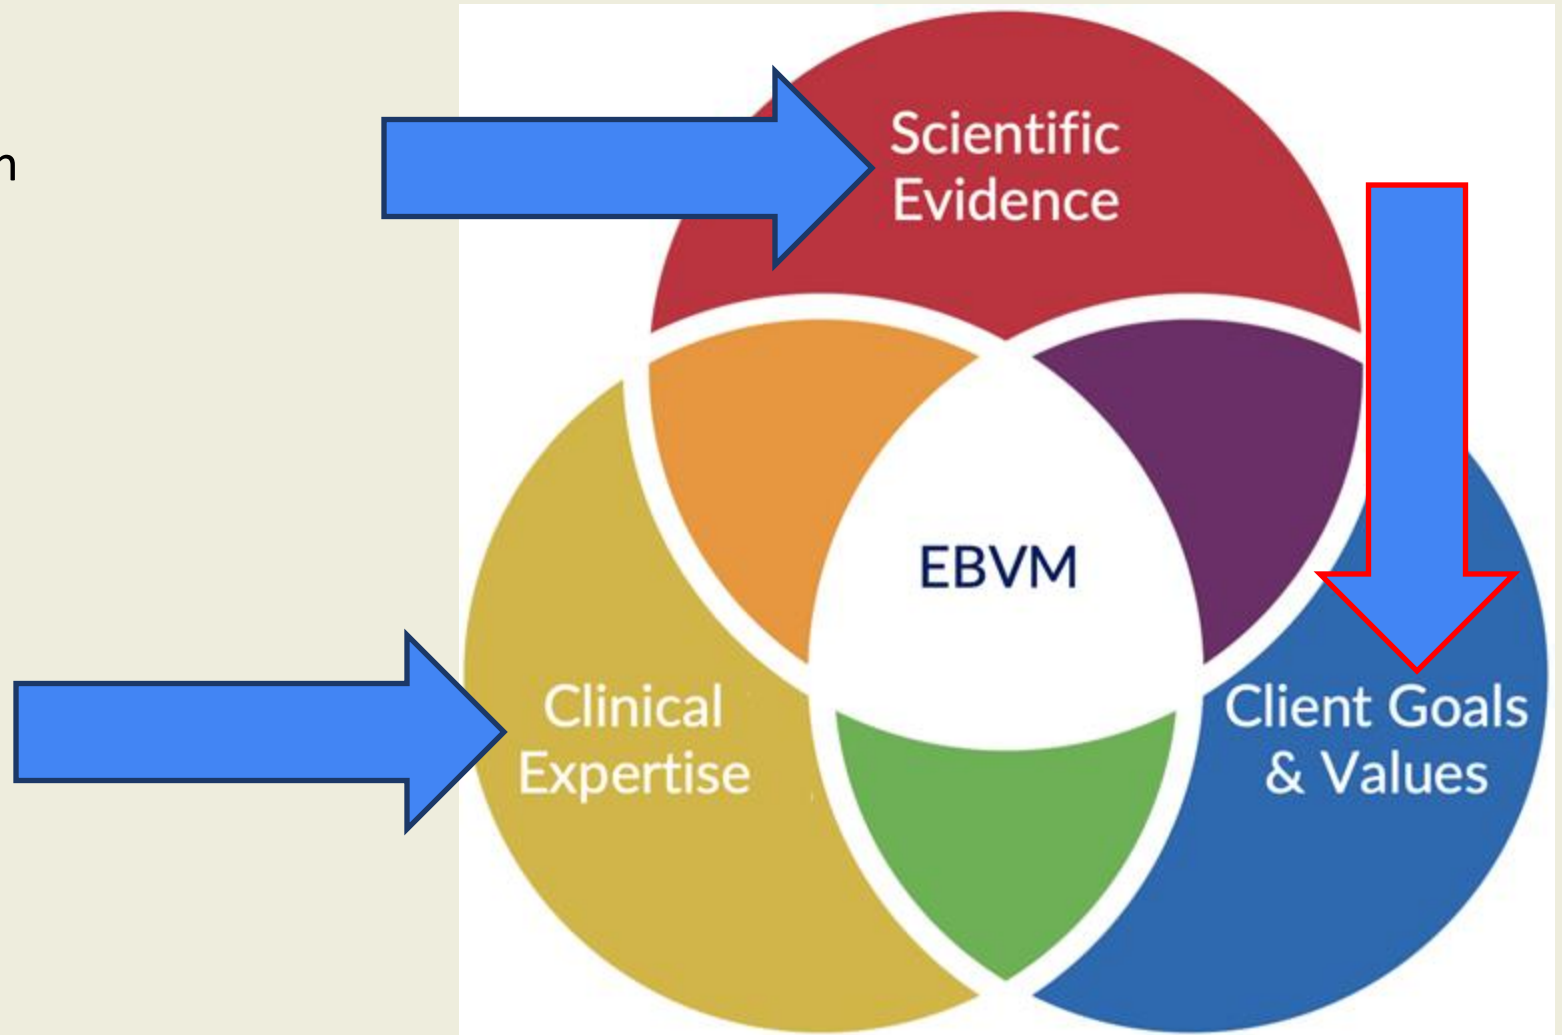 n
Scientific
Evidence
EBVM
Clinical
Expertise
Client Goals
& Values